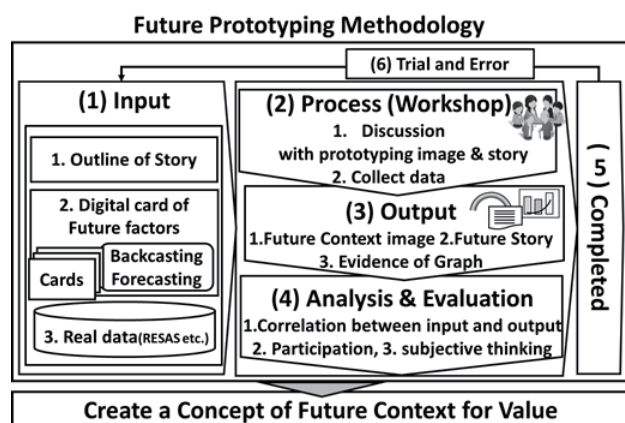 Future Prototyping Methodology
(6) Trial and Error
(1) Input
1. Outline of Story
2. Digital card of
Future factors
Cards
Backcasting
Forecasting
3. Real data(RESAS etc.)
(2) Process (Workshop)
1. Discussion
with prototyping image & story
2. Collect data
(3) Output
1.Future Context image 2.Future Story
3. Evidence of Graph
(4) Analysis & Evaluation
1.Correlation between input and output
2. Participation, 3. subjective thinking
(5) Completed
Create a Concept of Future Context for Value